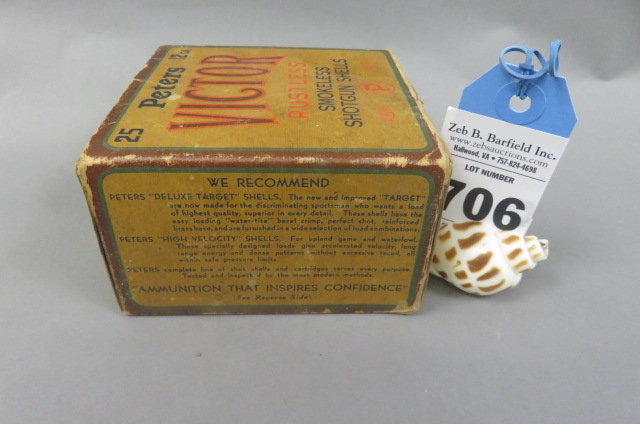 25 Peters 12 Ga.
VICTOR
RUSTLESS
SMOKELESS
SHOTGUN SHELLS
WE RECOMMEND
PETERS "DELUXE TARGET" SHELLS. The new and improved "TARGET"
are now made for the discriminating sportsman who wants a load
of highest quality, superior in every detail. These shells have the
easy loading "water-tite" bevel crimp, perfect shot, reinforced
brass base, and are furnished in a wide selection of load combinations.
PETERS "HIGH VELOCITY" SHELLS. For upland game and waterfowl.
These specially designed loads give accelerated velocity, long
range energy and dense patterns without excessive recoil, all
within safe pressure limits.
PETERS complete line of shot shells and cartridges serves every purpose.
Tested and inspected by the most modern methods.
"AMMUNITION THAT INSPIRES CONFIDENCE"
(See Reverse Side)
Zeb B. Barfield Inc.
www.zebsauctions.com
Hallwood, VA • 757-824-4698
LOT NUMBER
706